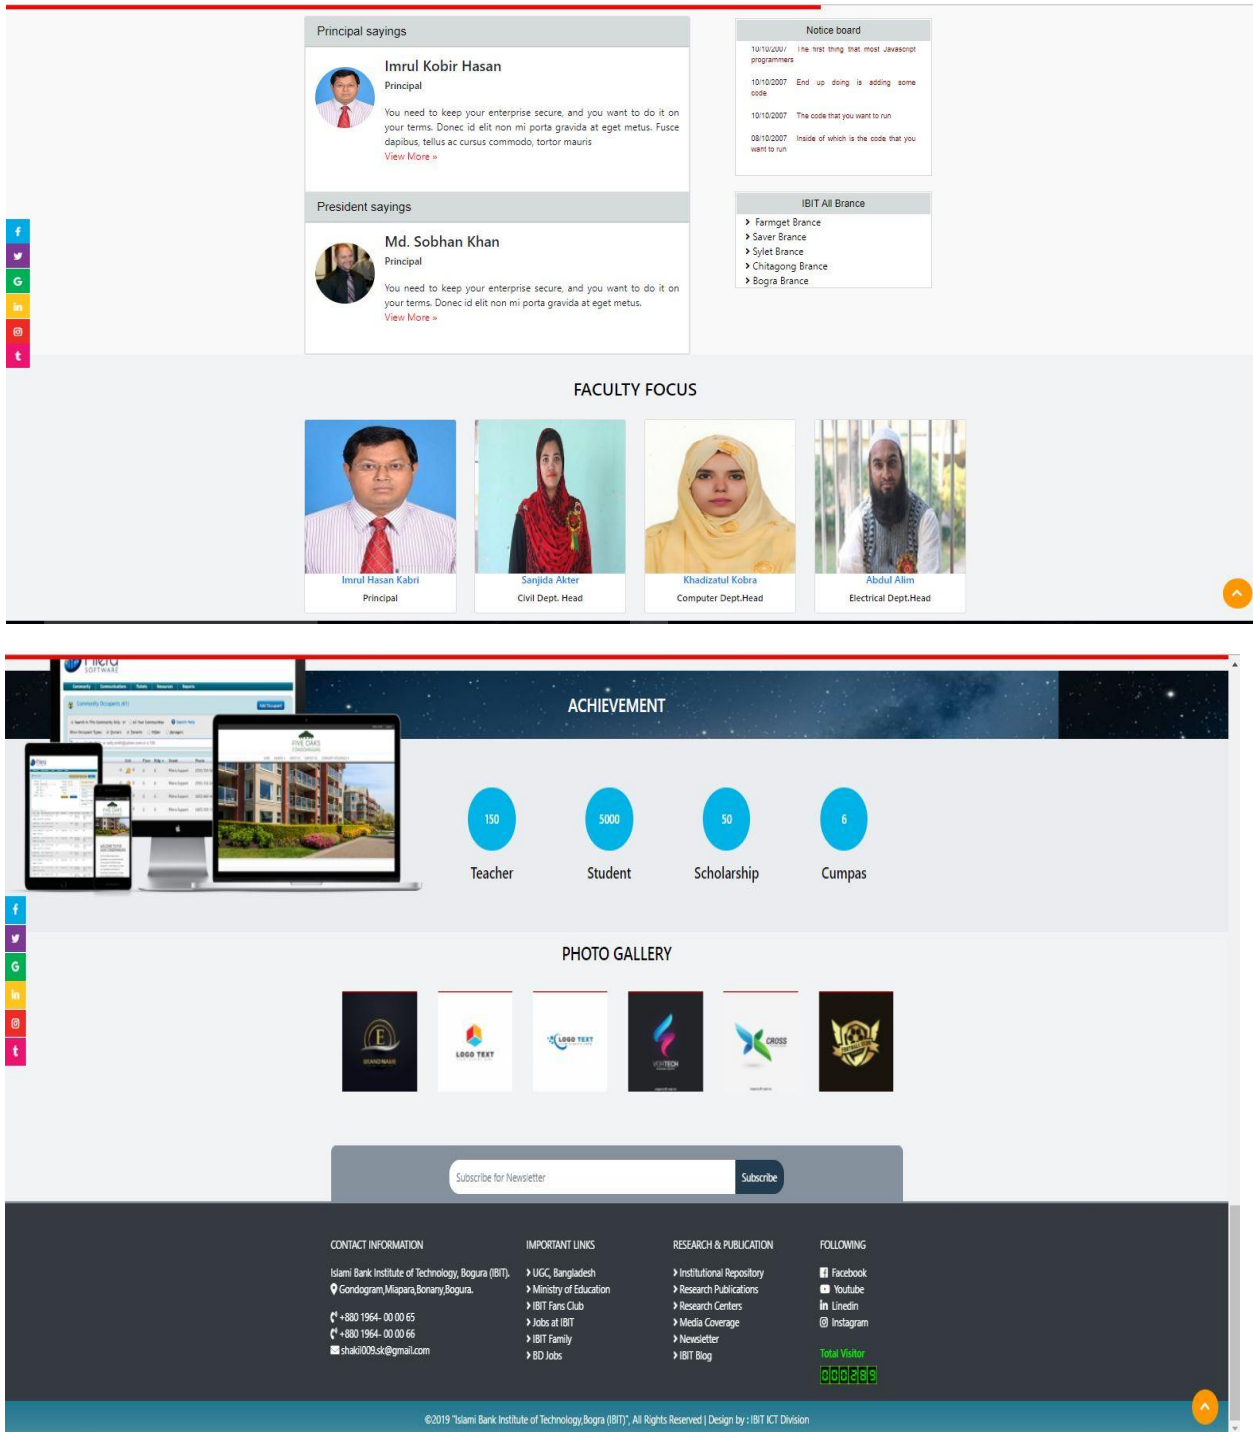 Principal sayings
Imrul Kobir Hasan
Principal
You need to keep your enterprise secure, and you want to do it on
your terms. Donec id elit non mi porta gravida at eget metus. Fusce
dapibus, tellus ac cursus commodo, tortor mauris
View More »
President sayings
Md. Sobhan Khan
Principal
You need to keep your enterprise secure, and you want to do it on
your terms. Donec id elit non mi porta gravida at eget metus.
View More »
Notice board
10/10/2007 The first thing that most Javascript
programmers
10/10/2007 End up doing is adding some
code
10/10/2007 The code that you want to run
08/10/2007 Inside of which is the code that you
want to run
IBIT All Brance
Farmget Brance
Saver Brance
Sylet Brance
Chitagong Brance
Bogra Brance
FACULTY FOCUS
Imrul Hasan Kabri
Principal
Sanjida Akter
Civil Dept. Head
Khadizatul Kobra
Computer Dept.Head
Abdul Alim
Electrical Dept.Head
SOFTWARE
ACHIEVEMENT
FIVE OAKS
150
Teacher
5000
Student
50
Scholarship
6
Cumpas
PHOTO GALLERY
E
BRAND NAME
LOGO TEXT
LOGO TEXT
VORTECH
CROSS
FOOTBALL CLUB
Subscribe for Newsletter
Subscribe
CONTACT INFORMATION
Islami Bank Institute of Technology, Bogura (IBIT).
Gondogram,Miapara,Bonany,Bogura.
+880 1964- 00 00 65
+880 1964- 00 00 66
shakil009.sk@gmail.com
IMPORTANT LINKS
UGC, Bangladesh
Ministry of Education
IBIT Fans Club
Jobs at IBIT
IBIT Family
BD Jobs
RESEARCH & PUBLICATION
Institutional Repository
Research Publications
Research Centers
Media Coverage
Newsletter
IBIT Blog
FOLLOWING
Facebook
Youtube
Linedin
Instagram
Total Visitor
000289
©2019 "Islami Bank Institute of Technology,Bogra (IBIT)", All Rights Reserved | Design by : IBIT ICT Division